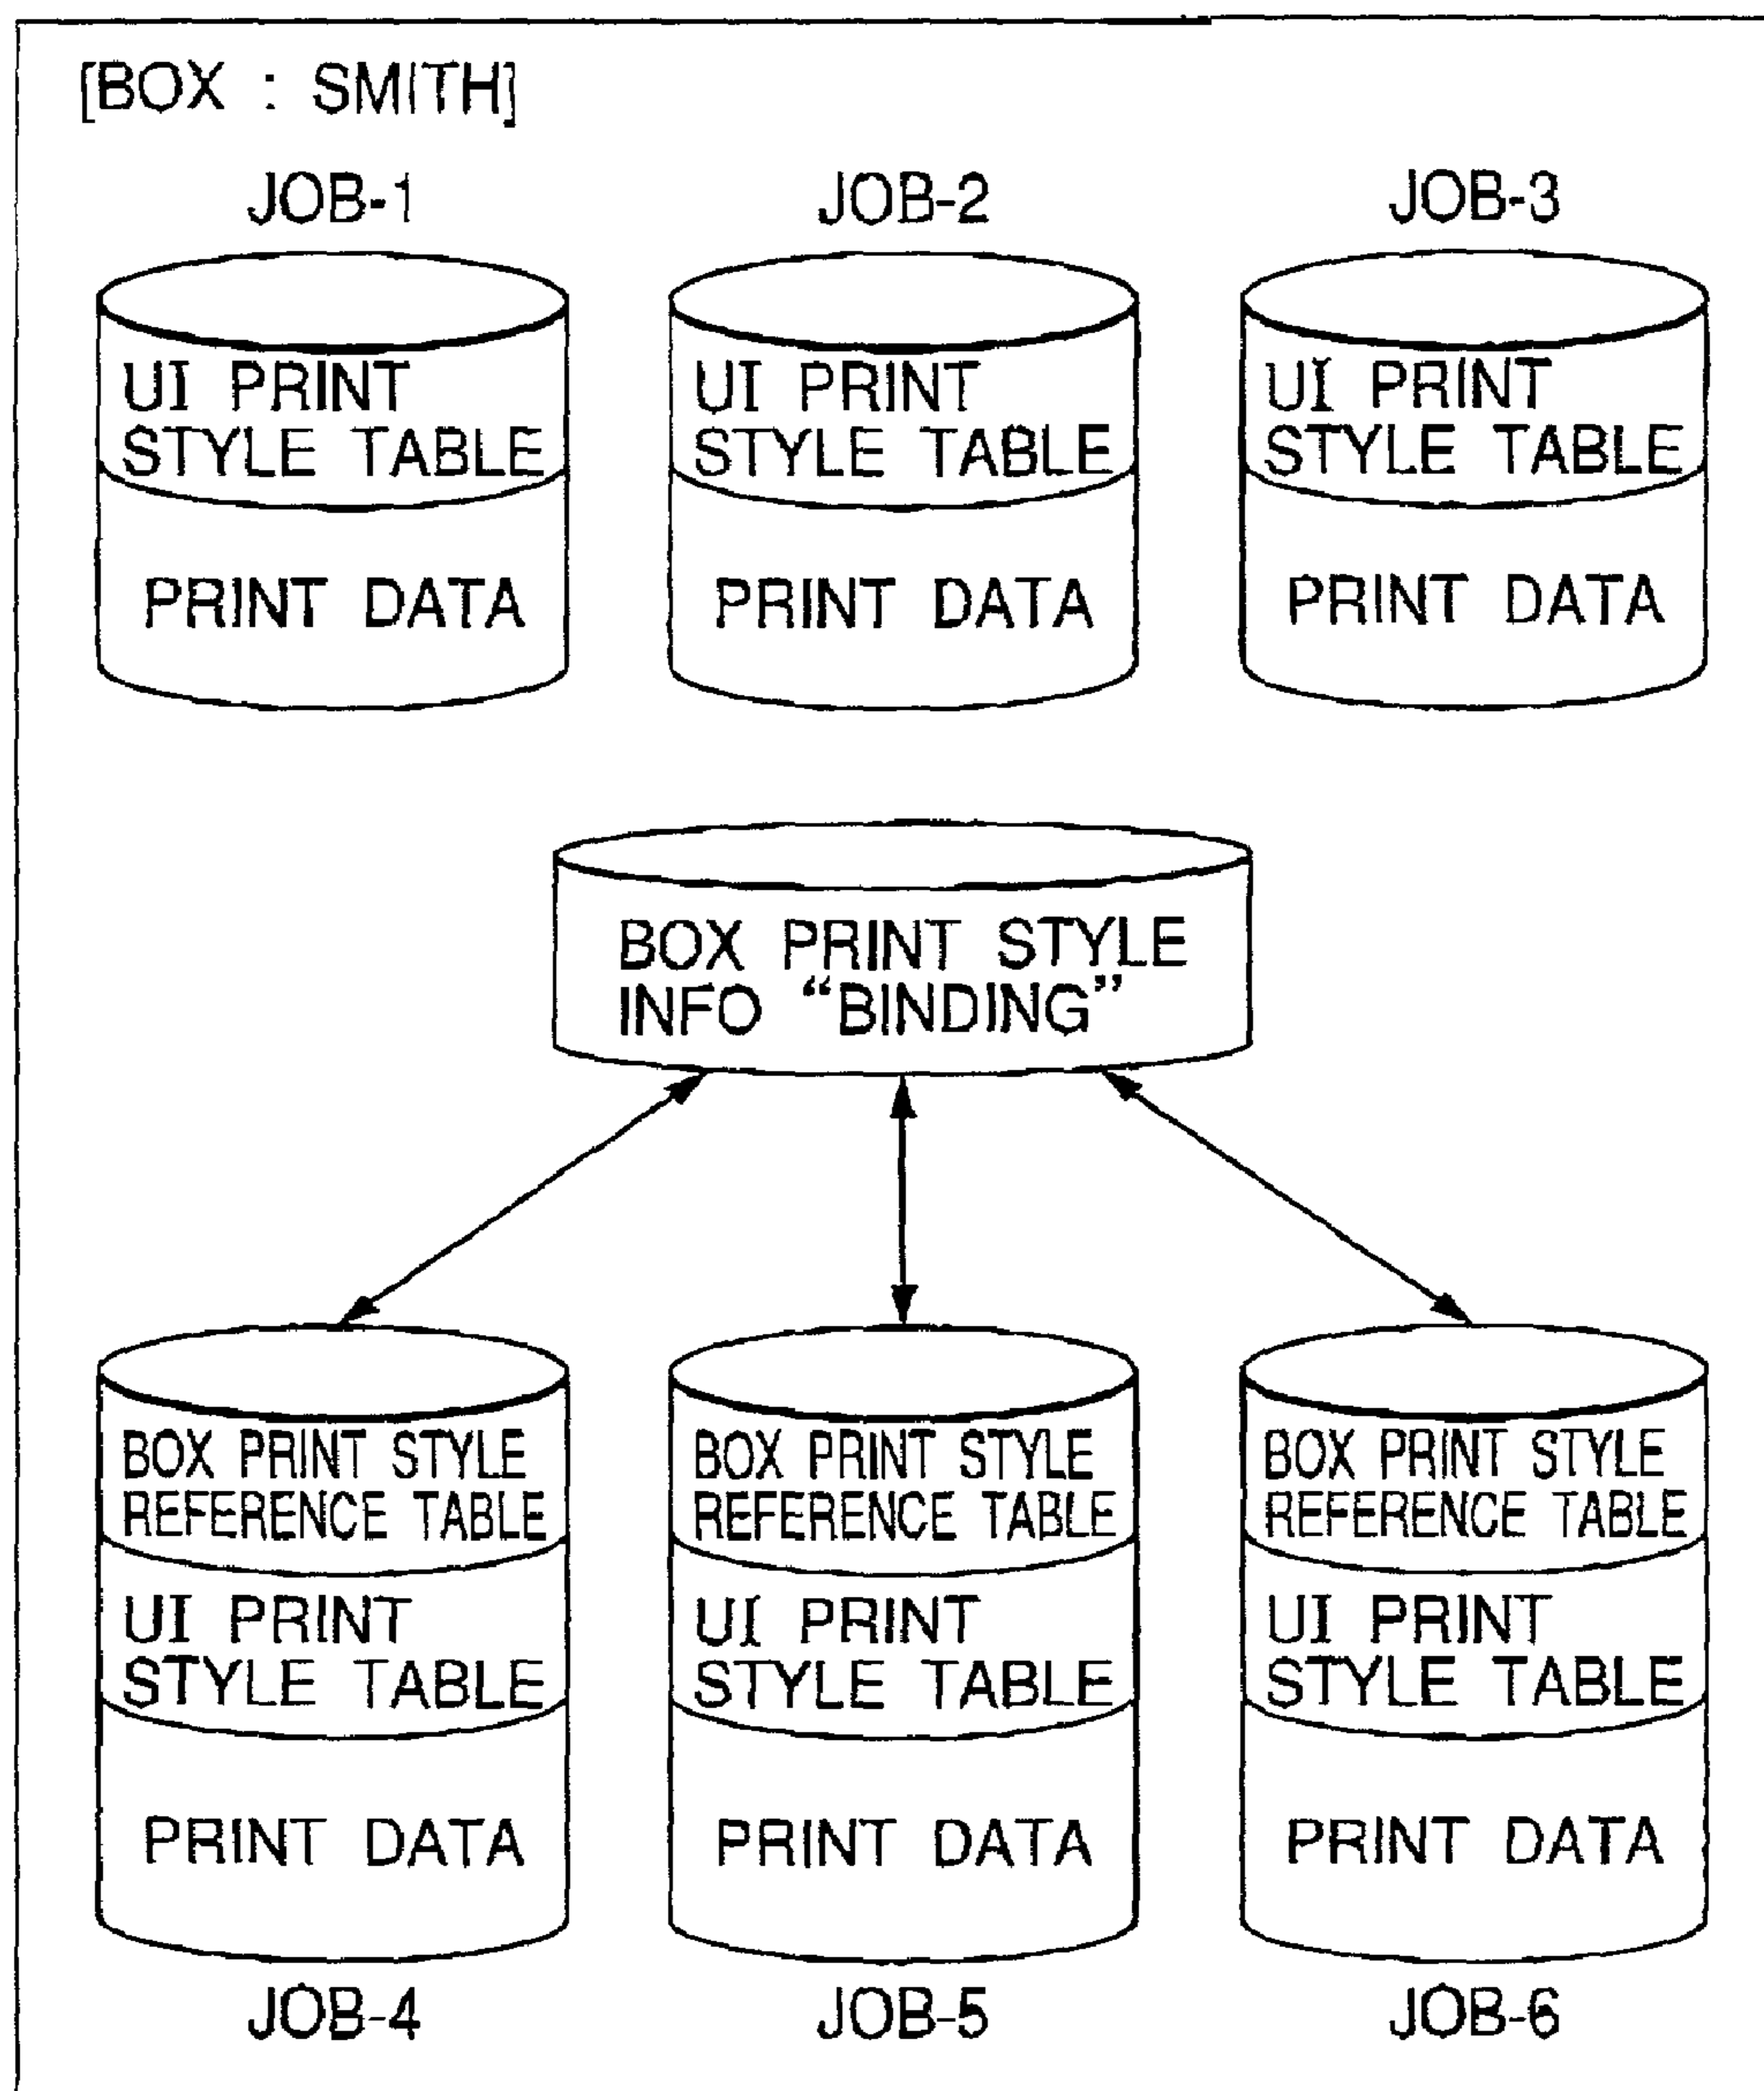 [BOX : SMITH]
JOB-1
JOB-2
JOB-3
UI PRINT
STYLE TABLE
PRINT DATA
UI PRINT
STYLE TABLE
PRINT DATA
UI PRINT
STYLE TABLE
PRINT DATA
BOX PRINT STYLE
INFO “BINDING”
BOX PRINT STYLE
REFERENCE TABLE
UI PRINT
STYLE TABLE
PRINT DATA
BOX PRINT STYLE
REFERENCE TABLE
UI PRINT
STYLE TABLE
PRINT DATA
BOX PRINT STYLE
REFERENCE TABLE
UI PRINT
STYLE TABLE
PRINT DATA
JOB-4
JOB-5
JOB-6